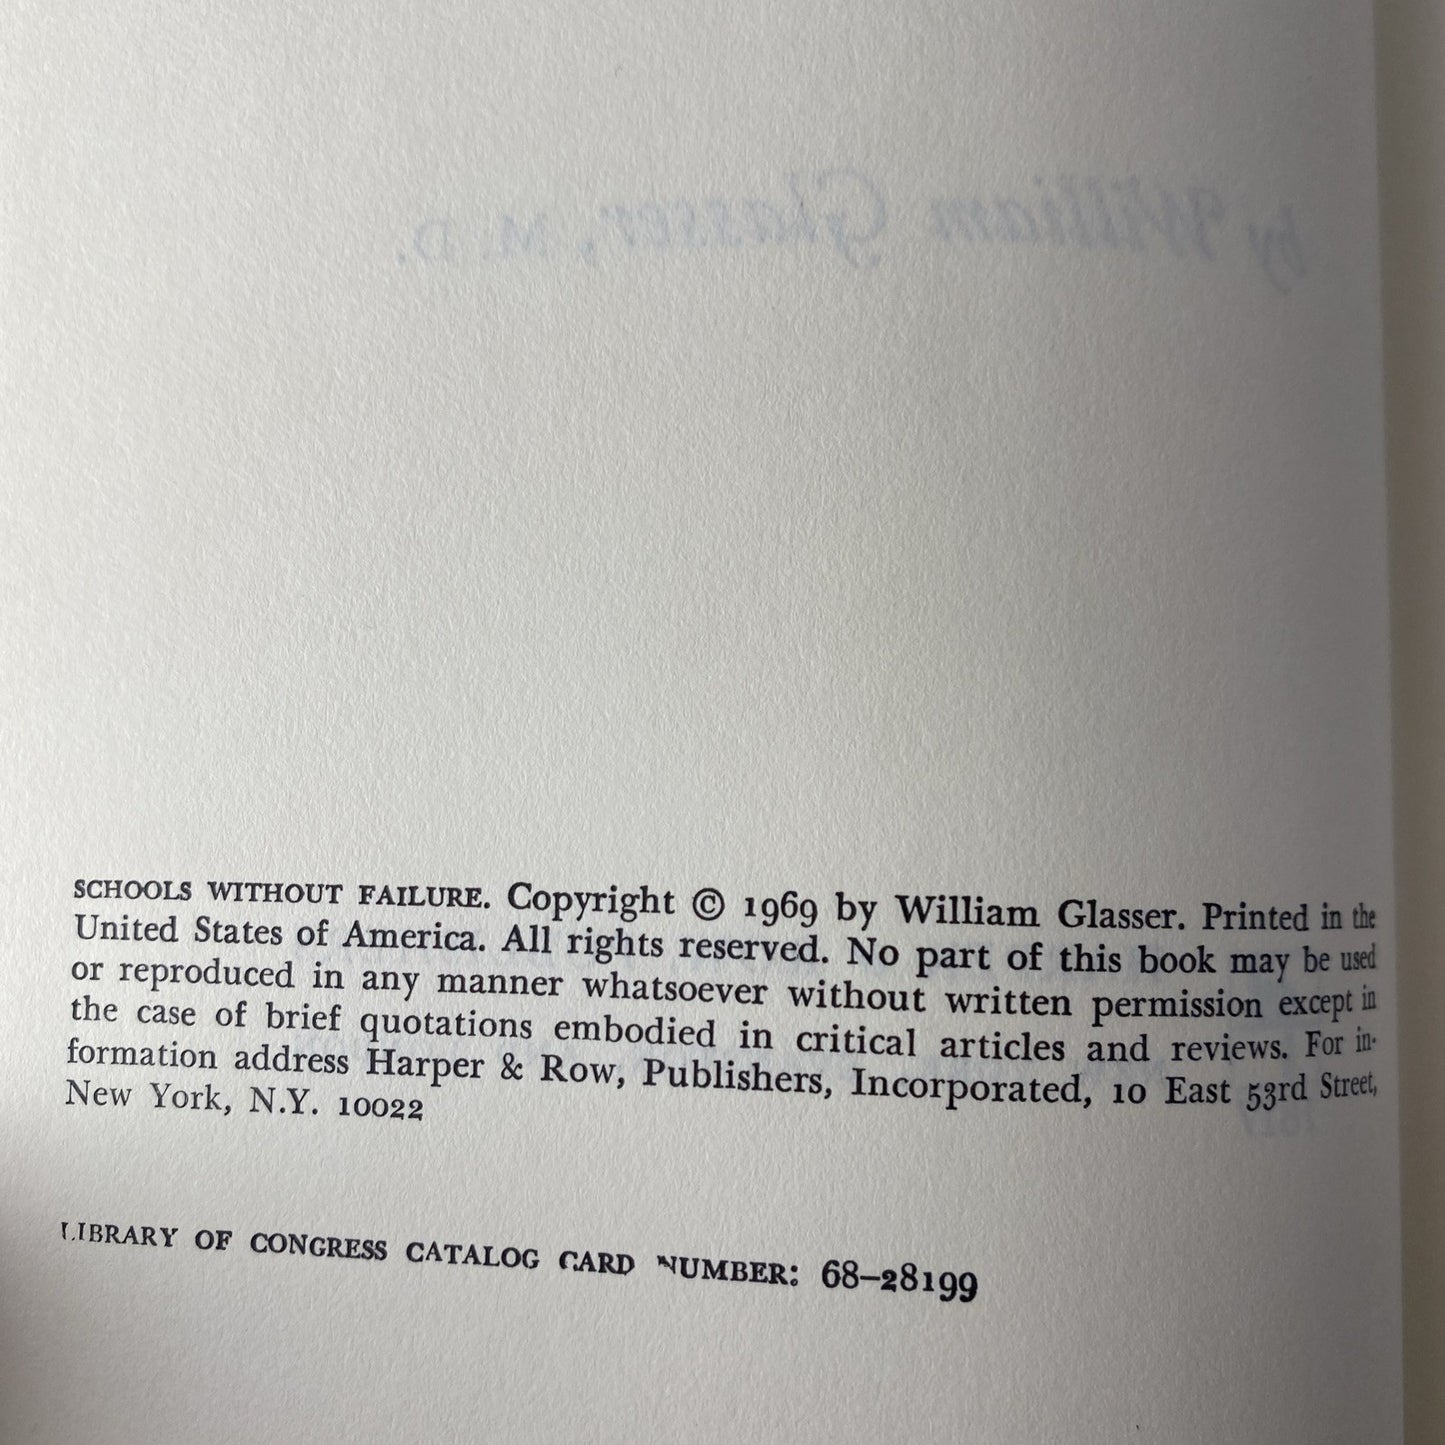 by William Glasser, M. D.
SCHOOLS WITHOUT FAILURE. Copyright © 1969 by William Glasser. Printed in the
United States of America. All rights reserved. No part of this book may be used
or reproduced in any manner whatsoever without written permission except in
the case of brief quotations embodied in critical articles and reviews. For in-
formation address Harper & Row, Publishers, Incorporated, 10 East 53rd Street,
New York, N.Y. 10022
LIBRARY OF CONGRESS CATALOG CARD NUMBER: 68–28199